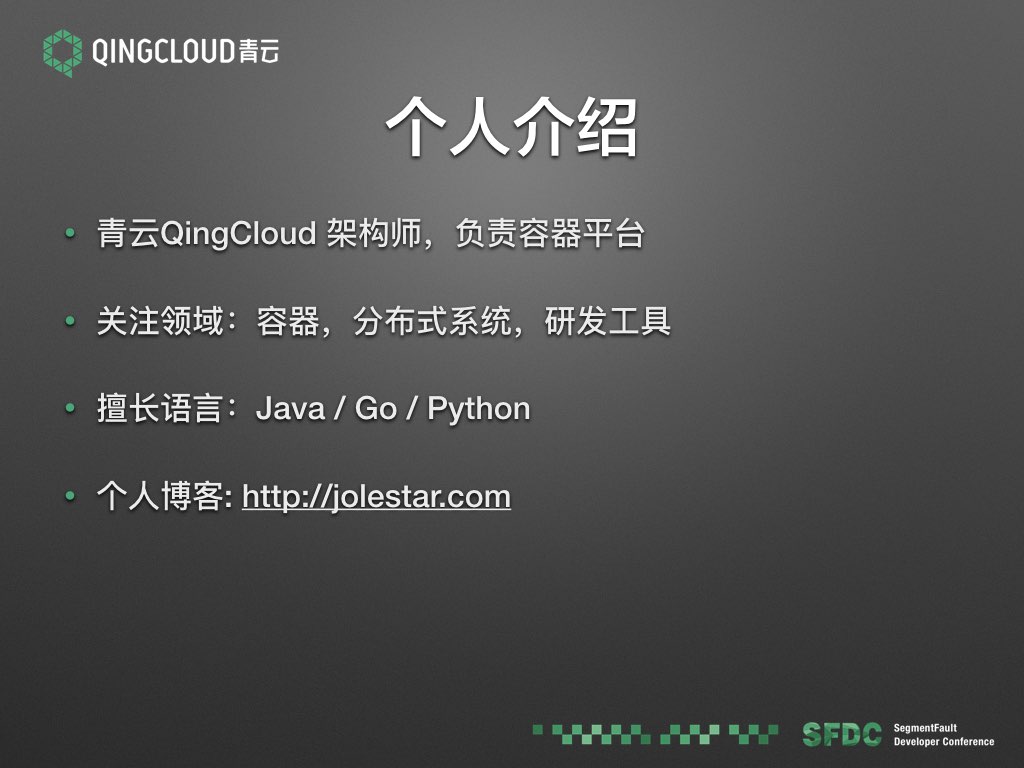 QINGCLOUD青云
个人介绍
• 青云QingCloud 架构师，负责容器平台
• 关注领域：容器，分布式系统，研发工具
• 擅长语言：Java / Go / Python
• 个人博客: http://jolestar.com
SFDC
SegmentFault
Developer Conference